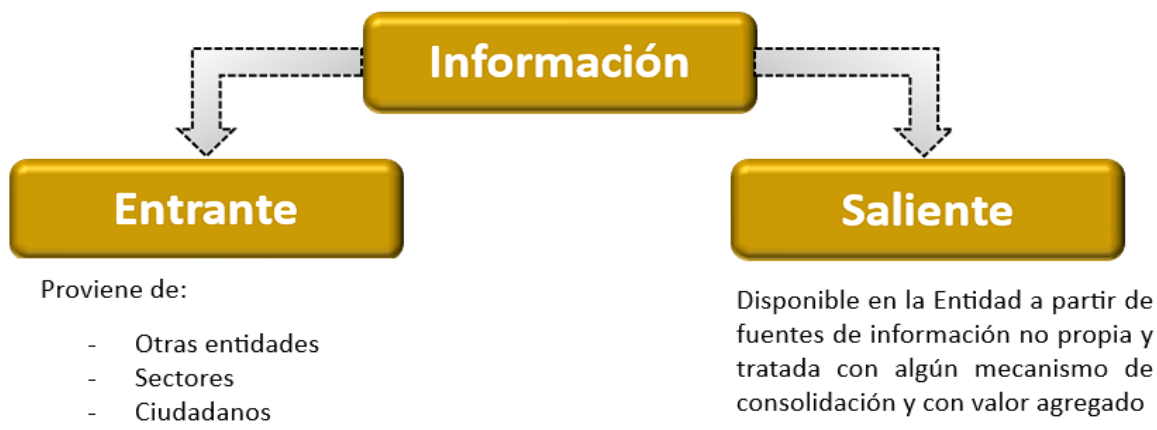 Información
Entrante
Saliente
Proviene de:
- Otras entidades
- Sectores
- Ciudadanos
Disponible en la Entidad a partir de
fuentes de información no propia y
tratada con algún mecanismo de
consolidación y con valor agregado